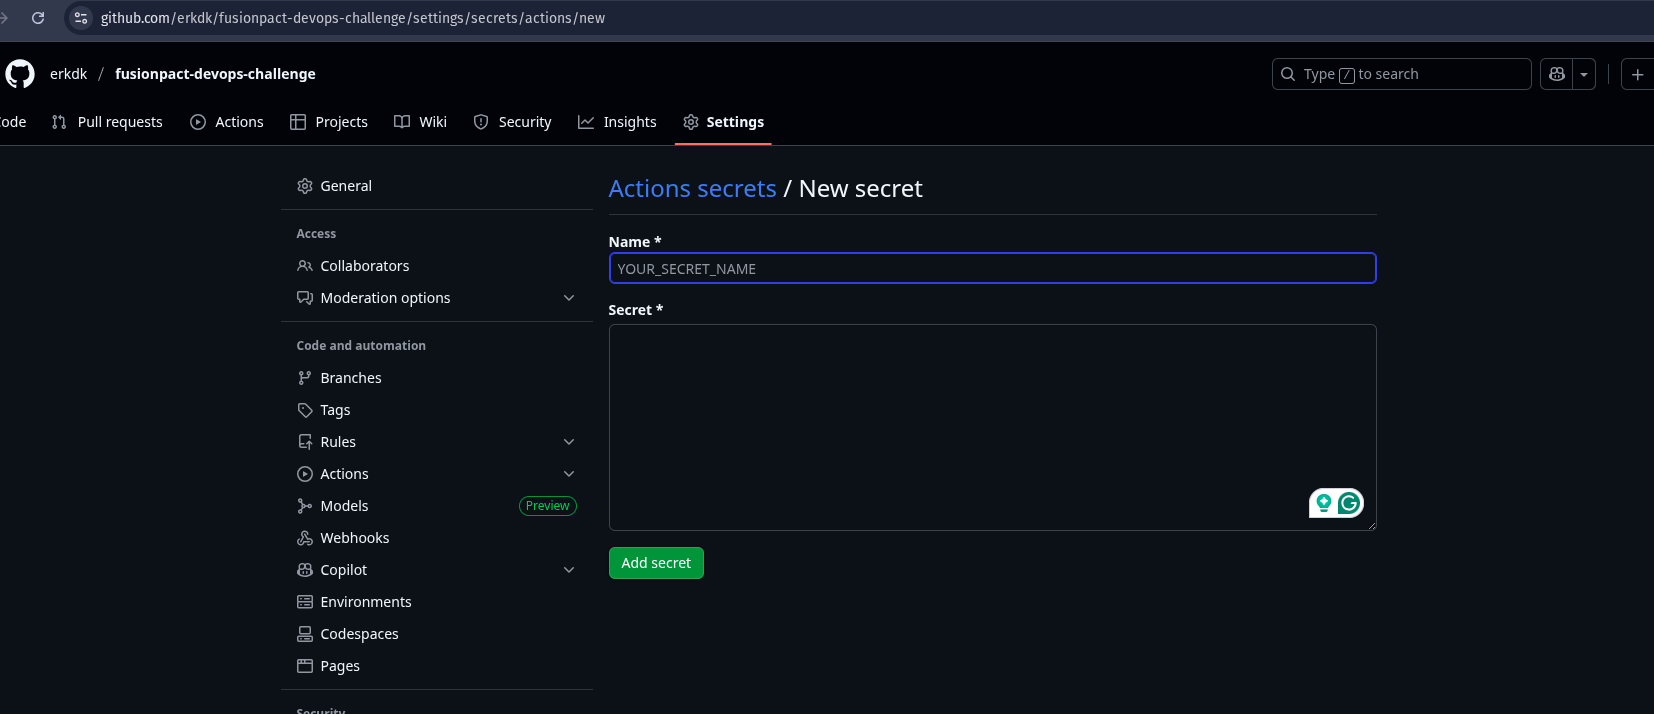 github.com/erkdk/fusionpact-devops-challenge/settings/secrets/actions/new
erkdk / fusionpact-devops-challenge
Type / to search
ode Pull requests Actions Projects Wiki Security Insights Settings
General
Access
Collaborators
Moderation options
Code and automation
Branches
Tags
Rules
Actions
Models Preview
Webhooks
Copilot
Environments
Codespaces
Pages
Security
Actions secrets / New secret
Name *
YOUR_SECRET_NAME
Secret *
Add secret